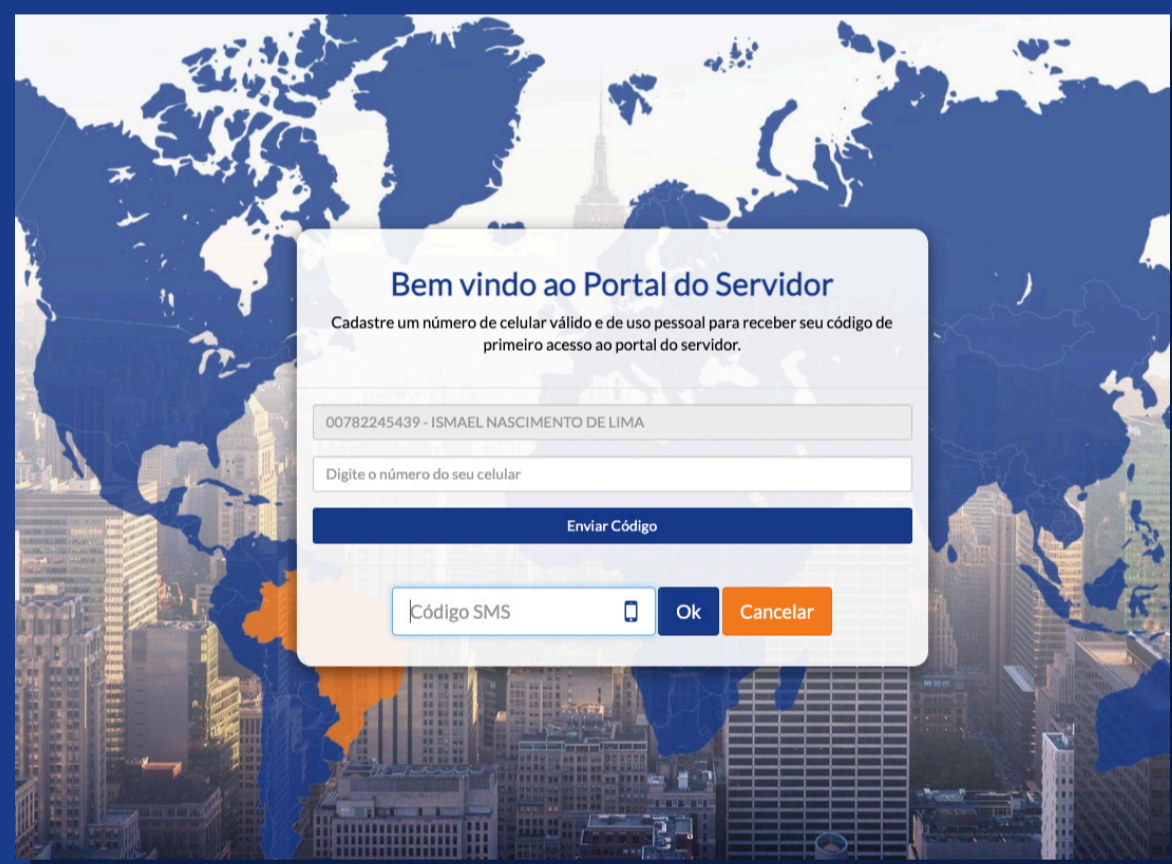 Bem vindo ao Portal do Servidor
Cadastre um número de celular válido e de uso pessoal para receber seu código de
primeiro acesso ao portal do servidor.
00782245439 - ISMAEL NASCIMENTO DE LIMA
Digite o número do seu celular
Enviar Código
Código SMS
Ok
Cancelar